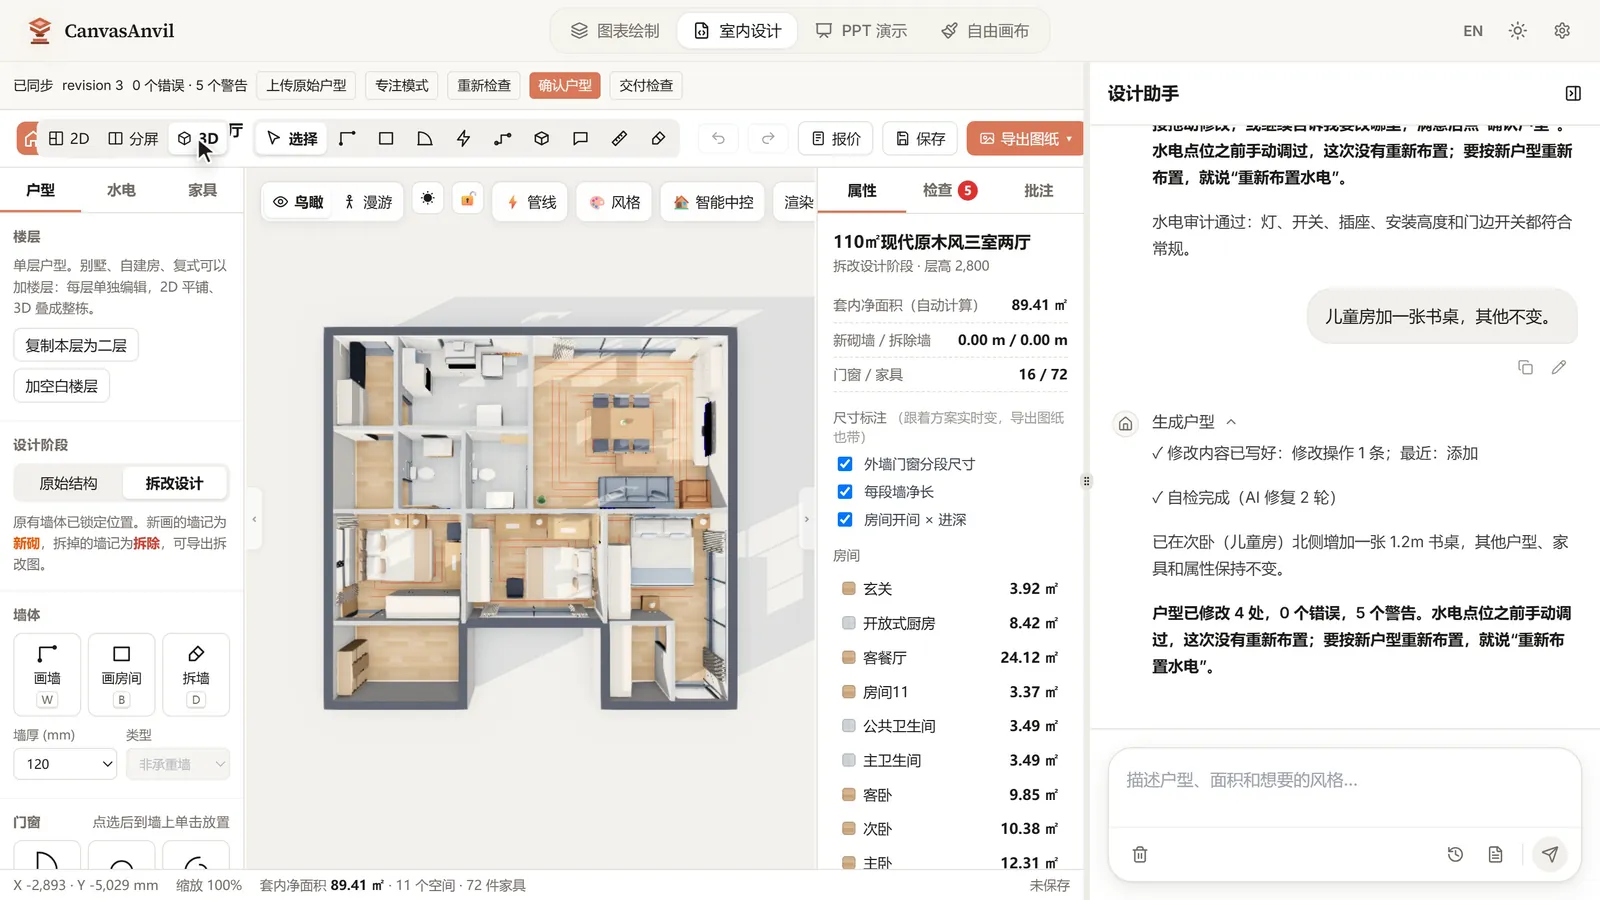 CanvasAnvil
图表绘制
室内设计
PPT 演示
自由画布
EN
已同步 revision 3 0 个错误 · 5 个警告
上传原始户型
专注模式
重新检查
确认户型
交付检查
2D
分屏
3D
厅
选择
报价
保存
导出图纸
户型
水电
家具
楼层
单层户型。别墅、自建房、复式可以
加楼层：每层单独编辑，2D 平铺、
3D 叠成整栋。
复制本层为二层
加空白楼层
设计阶段
原始结构
拆改设计
原有墙体已锁定位置。新画的墙记为
新砌，拆掉的墙记为拆除，可导出拆
改图。
墙体
画墙
W
画房间
B
拆墙
D
墙厚 (mm)
类型
120
非承重墙
门窗
点选后到墙上单击放置
鸟瞰
漫游
管线
风格
智能中控
渲染
属性
检查 5
批注
110㎡现代原木风三室两厅
拆改设计阶段 · 层高 2,800
套内净面积（自动计算） 89.41 ㎡
新砌墙 / 拆除墙 0.00 m / 0.00 m
门窗 / 家具 16 / 72
尺寸标注 （跟着方案实时变，导出图纸
也带）
外墙门窗分段尺寸
每段墙净长
房间开间 × 进深
房间
玄关 3.92 ㎡
开放式厨房 8.42 ㎡
客餐厅 24.12 ㎡
房间11 3.37 ㎡
公共卫生间 3.49 ㎡
主卫生间 3.49 ㎡
客卧 9.85 ㎡
次卧 10.38 ㎡
主卧 12.31 ㎡
X -2,893 · Y -5,029 mm
缩放 100%
套内净面积 89.41 ㎡ · 11 个空间 · 72 件家具
未保存
设计助手
接拖动修改，或继续告诉我要改哪里，满意后点“确认户型”。
水电点位之前手动调过，这次没有重新布置；要按新户型重新
布置，就说“重新布置水电”。
水电审计通过：灯、开关、插座、安装高度和门边开关都符合
常规。
儿童房加一张书桌，其他不变。
生成户型
✓ 修改内容已写好：修改操作 1 条；最近：添加
✓ 自检完成（AI 修复 2 轮）
已在次卧（儿童房）北侧增加一张 1.2m 书桌，其他户型、家
具和属性保持不变。
户型已修改 4 处，0 个错误，5 个警告。水电点位之前手动调
过，这次没有重新布置；要按新户型重新布置，就说“重新布
置水电”。
描述户型、面积和想要的风格...